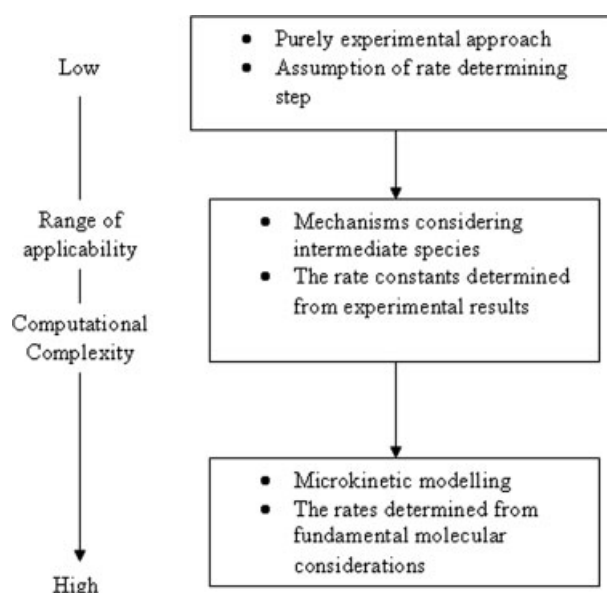 Low
Range of
applicability
Computational
Complexity
High
● Purely experimental approach
● Assumption of rate determining
step
● Mechanisms considering
intermediate species
● The rate constants determined
from experimental results
● Microkinetic modelling
● The rates determined from
fundamental molecular
considerations